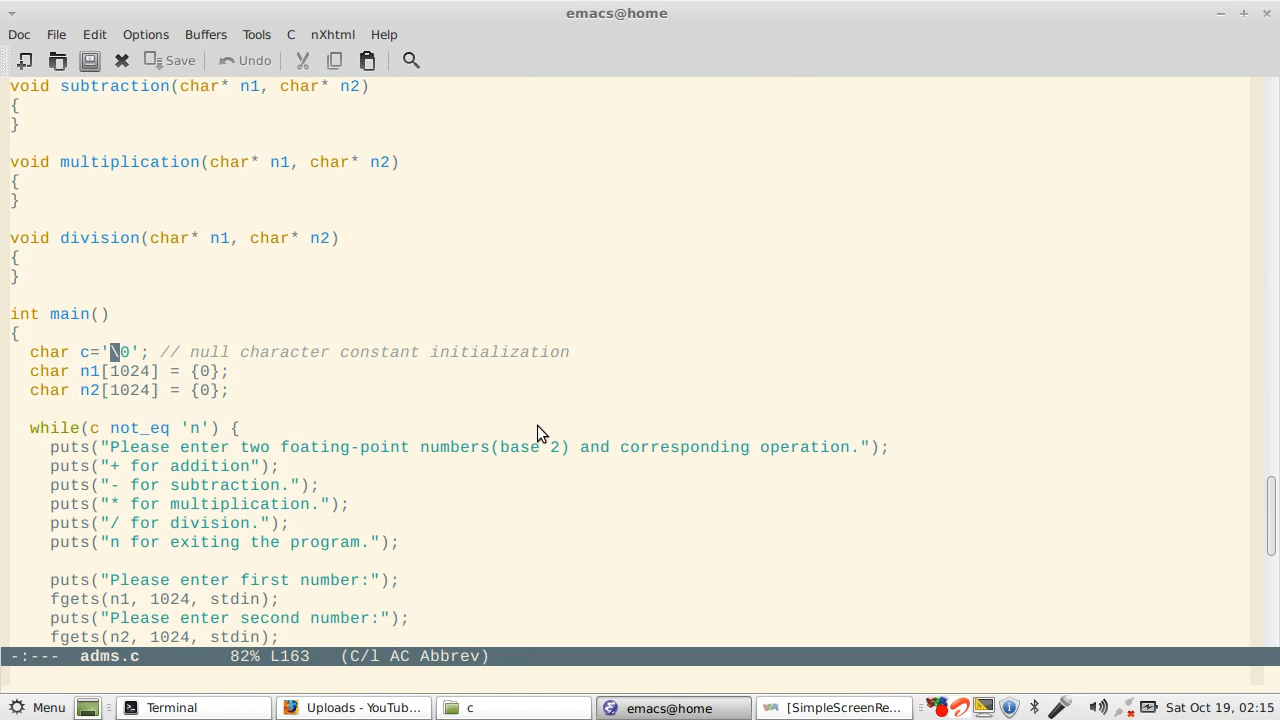 emacs@home
Doc File Edit Options Buffers Tools C nXhtml Help
Save Undo
void subtraction(char* n1, char* n2)
{
}
void multiplication(char* n1, char* n2)
{
}
void division(char* n1, char* n2)
{
}
int main()
{
char c='\0'; // null character constant initialization
char n1[1024] = {0};
char n2[1024] = {0};
while(c not_eq 'n') {
puts("Please enter two foating-point numbers(base 2) and corresponding operation.");
puts("+ for addition");
puts("- for subtraction.");
puts("* for multiplication.");
puts("/ for division.");
puts("n for exiting the program.");
puts("Please enter first number:");
fgets(n1, 1024, stdin);
puts("Please enter second number:");
fgets(n2, 1024, stdin);
-:--- adms.c 82% L163 (C/l AC Abbrev)
Menu Terminal Uploads - YouTub... c emacs@home [SimpleScreenRe... Sat Oct 19, 02:15